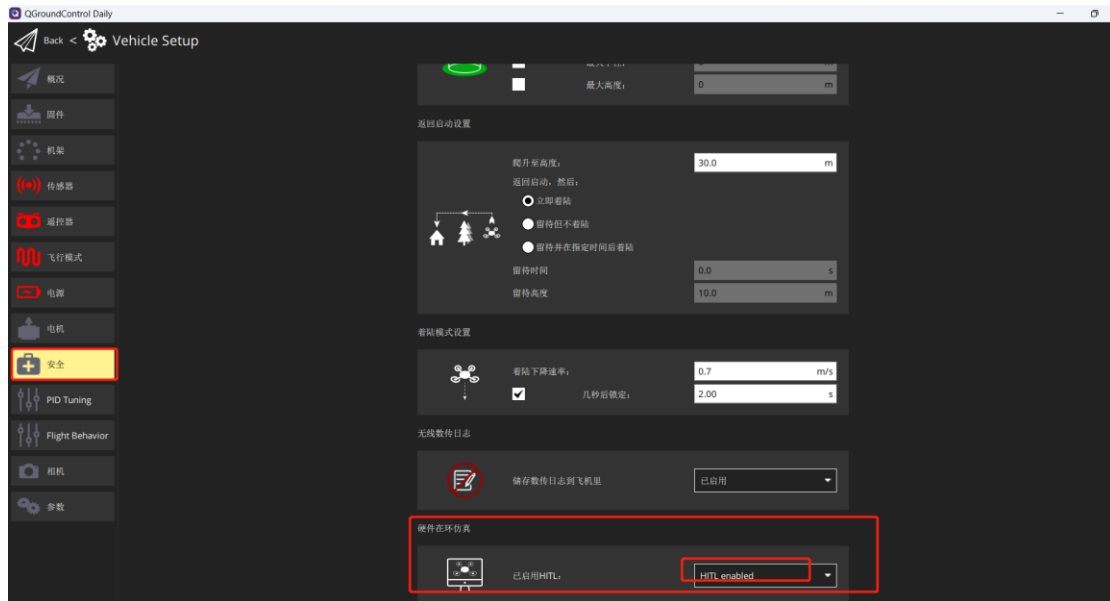 QGroundControl Daily
Back < Vehicle Setup
概况
固件
机架
传感器
遥控器
飞行模式
电源
电机
安全
PID Tuning
Flight Behavior
相机
参数
最大高度: 0 m
返回启动设置
爬升至高度: 30.0 m
返回启动, 然后:
立即着陆
留待但不着陆
留待并在指定时间后着陆
留待时间 0.0 s
留待高度 10.0 m
着陆模式设置
着陆下降速率: 0.7 m/s
几秒后锁定: 2.00 s
无线数传日志
储存数传日志到飞机里 已启用
硬件在环仿真
已启用HITL: HITL enabled